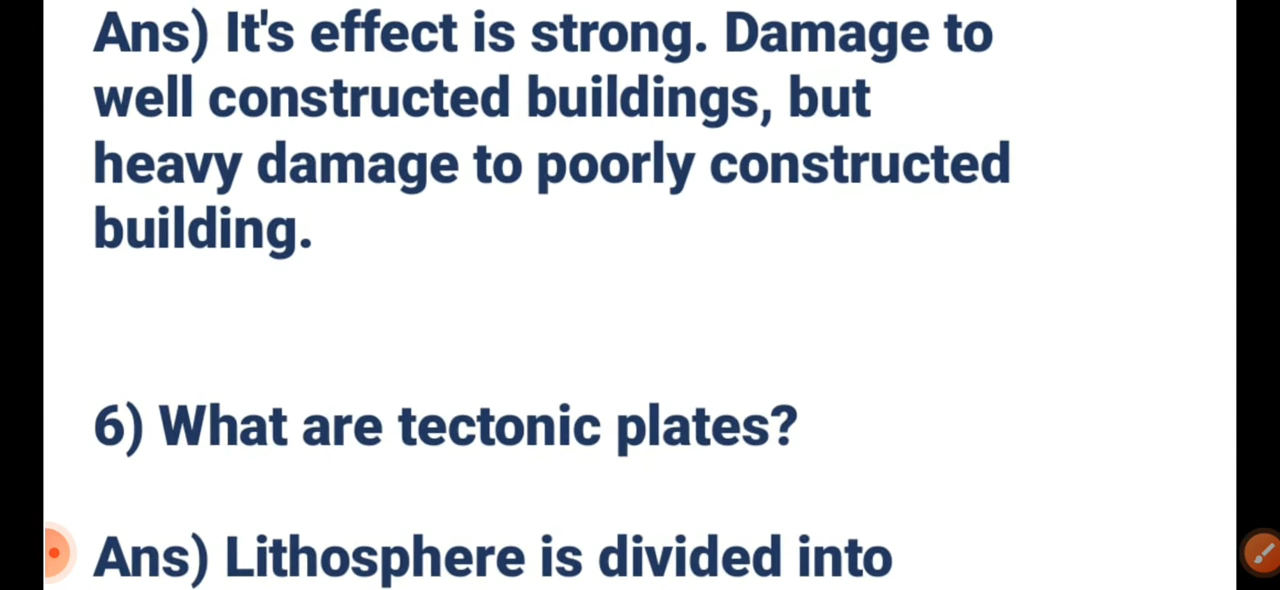 Ans) It's effect is strong. Damage to
well constructed buildings, but
heavy damage to poorly constructed
building.
6) What are tectonic plates?
Ans) Lithosphere is divided into